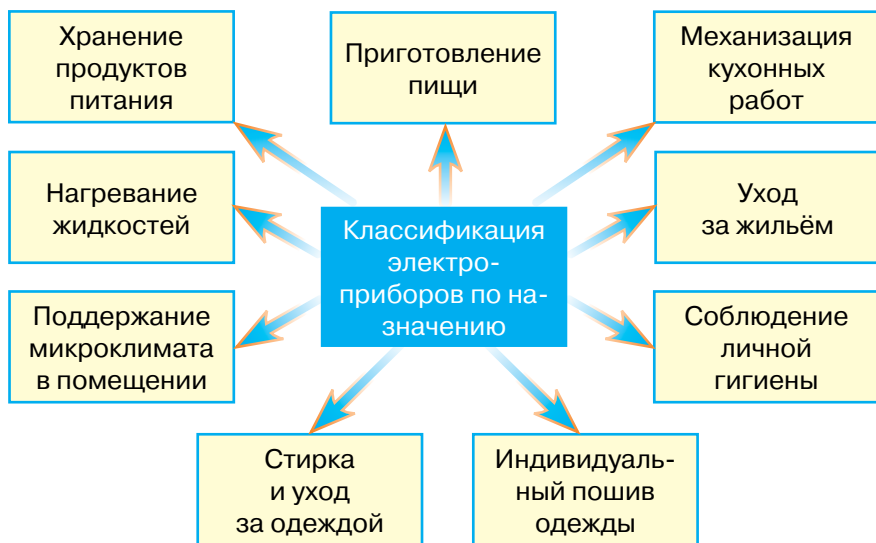 Хранение
продуктов
питания
Приготовление
пищи
Механизация
кухонных
работ
Нагревание
жидкостей
Классификация
электро-
приборов по на-
значению
Уход
за жильём
Поддержание
микроклимата
в помещении
Соблюдение
личной
гигиены
Стирка
и уход
за одеждой
Индивидуаль-
ный пошив
одежды